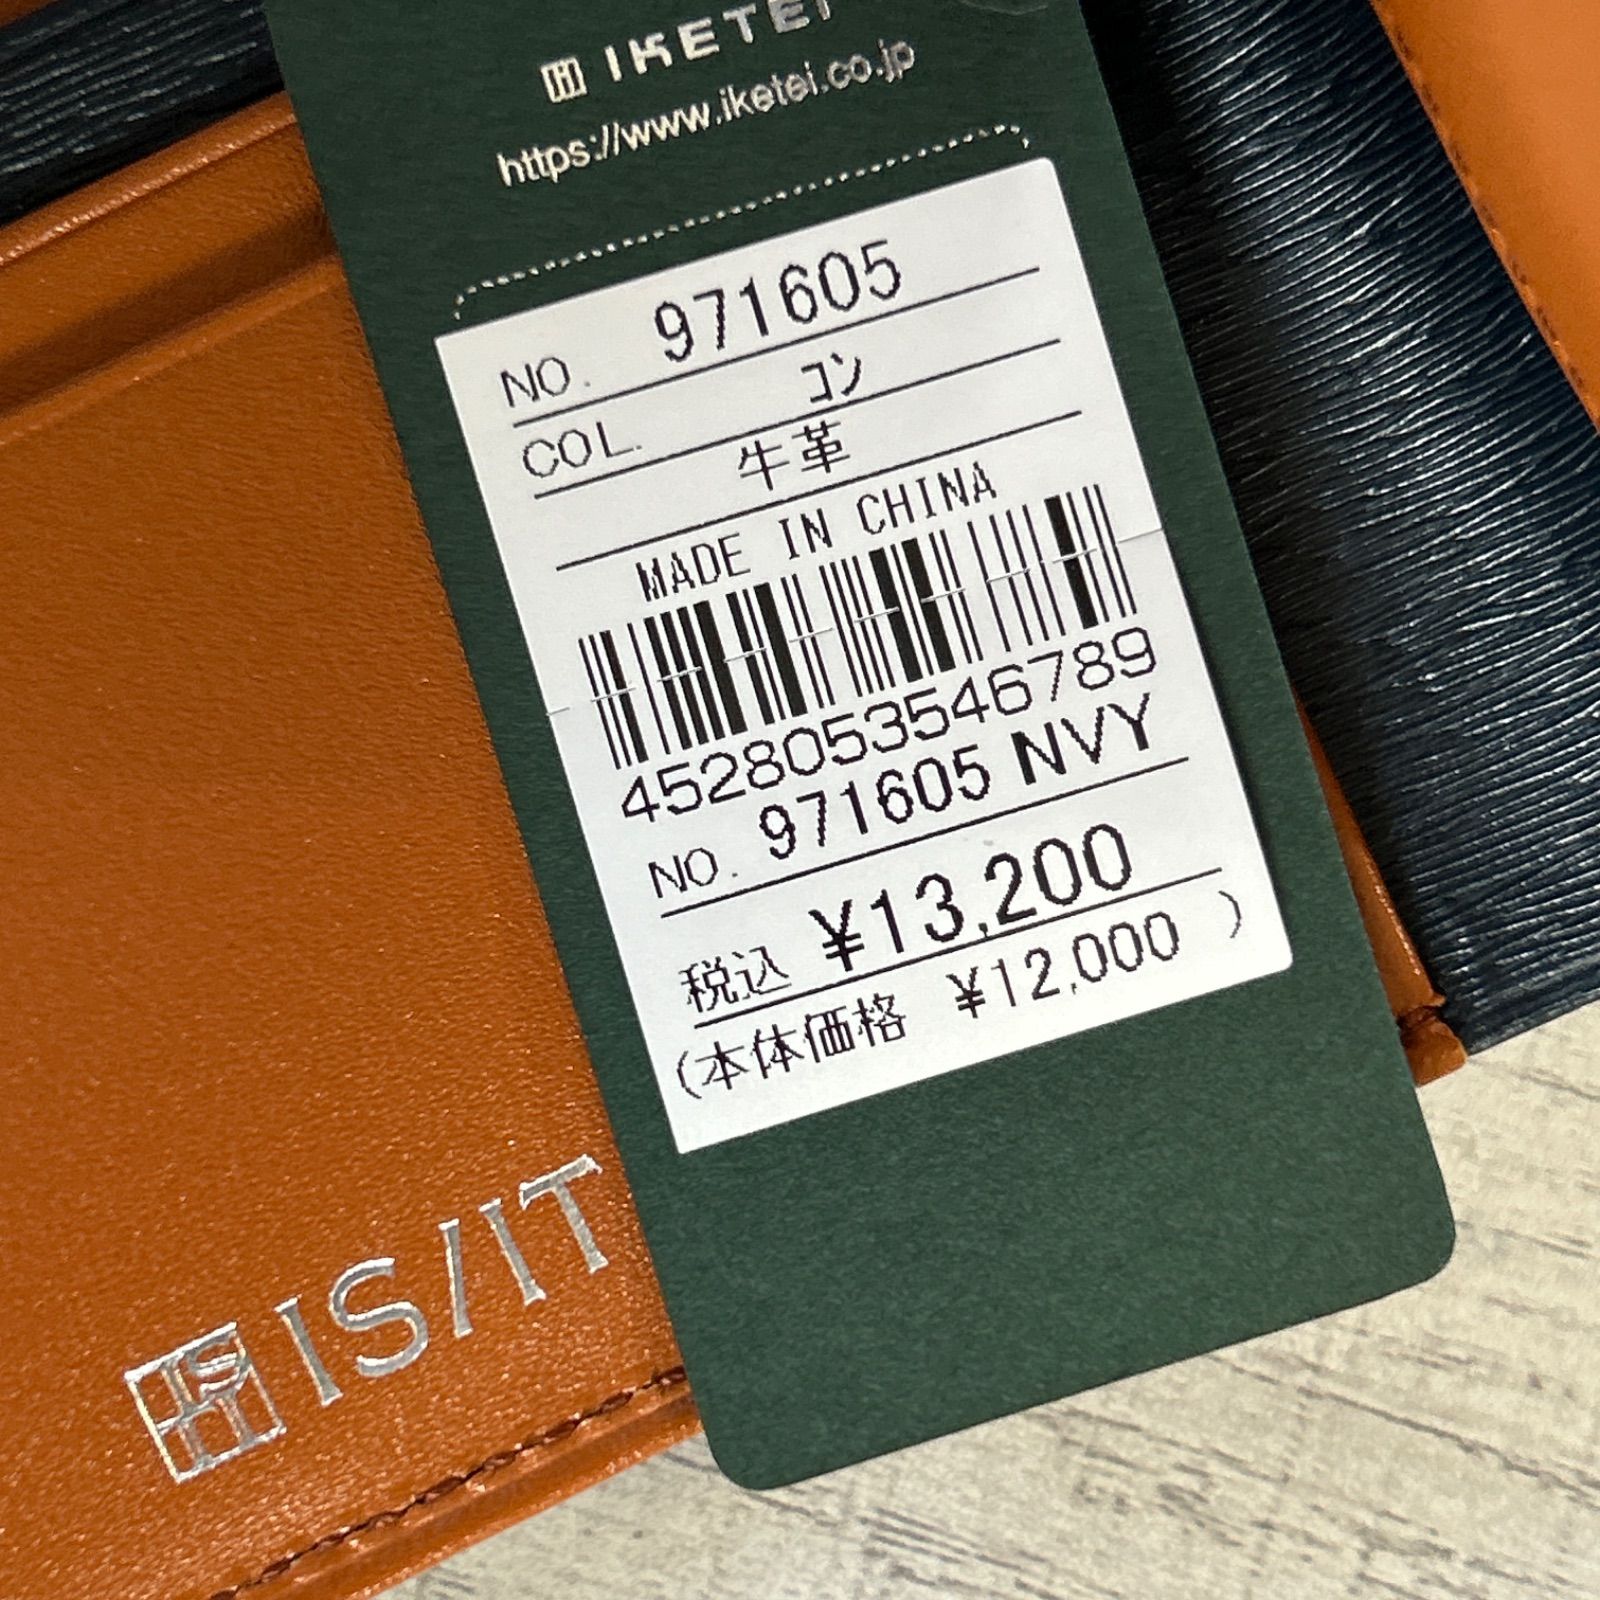 IKETEI
https://www.iketei.co.jp
NO. 971605
COL. コン
牛革
MADE IN CHINA
4528053546789
NO. 971605 NVY
税込 ¥13,200
(本体価格 ¥12,000 )
IS/IT